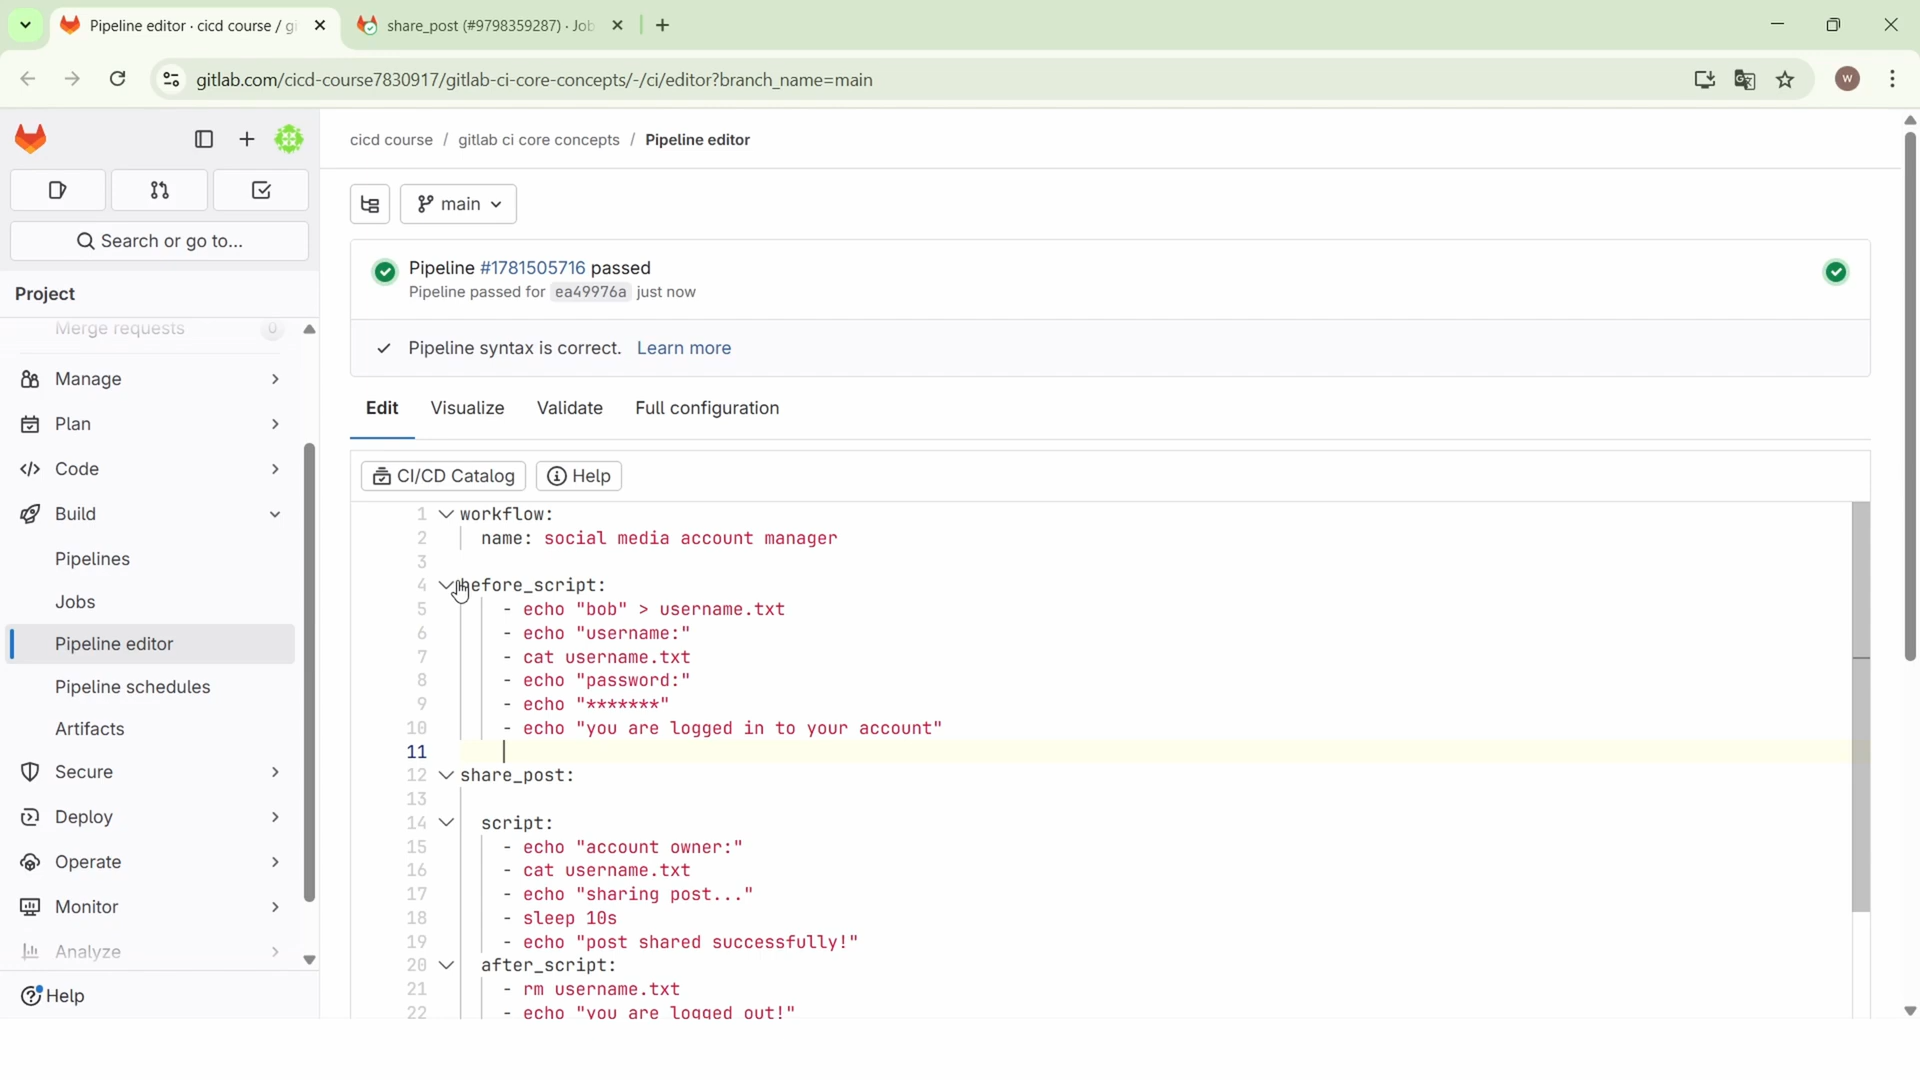 Pipeline editor · cicd course / gi
share_post (#9798359287) · Job
gitlab.com/cicd-course7830917/gitlab-ci-core-concepts/-/ci/editor?branch_name=main
W
cicd course / gitlab ci core concepts / Pipeline editor
main
Search or go to...
Project
Merge requests 0
Manage
Plan
Code
Build
Pipelines
Jobs
Pipeline editor
Pipeline schedules
Artifacts
Secure
Deploy
Operate
Monitor
Analyze
Help
Pipeline #1781505716 passed
Pipeline passed for ea49976a just now
Pipeline syntax is correct. Learn more
Edit Visualize Validate Full configuration
CI/CD Catalog Help
1 workflow:
2 name: social media account manager
3
4 before_script:
5 - echo "bob" > username.txt
6 - echo "username:"
7 - cat username.txt
8 - echo "password:"
9 - echo "*******"
10 - echo "you are logged in to your account"
11
12 share_post:
13
14 script:
15 - echo "account owner:"
16 - cat username.txt
17 - echo "sharing post..."
18 - sleep 10s
19 - echo "post shared successfully!"
20 after_script:
21 - rm username.txt
22 - echo "you are logged out!"